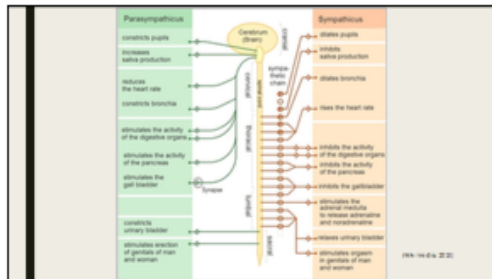 Parasympathicus
constricts pupils
increases
salva production
reduces
the heart rate
constricts bronchia
stimulates the activity
of the digestive organs
stimulates the activity
of the pancreas
stimulates the
gall bladder
constricts
urinary bladder
stimulates erection
of genitals of man
and woman
Cerebrum
(Brain)
cranial
cervical
thoracal
lumbal
sacral
spinal cord
sympa-
thetic
chain
Synapse
Sympathicus
dilates pupils
inhibits
salva production
dilates bronchia
rises the heart rate
inhibits the activity
of the digestive organs
inhibits the activity
of the pancreas
inhibits the gallbladder
stimulates the
adrenal medulla
to release adrenaline
and noradrenaline
relaxes urinary bladder
stimulates orgasm
in genitals of man
and woman